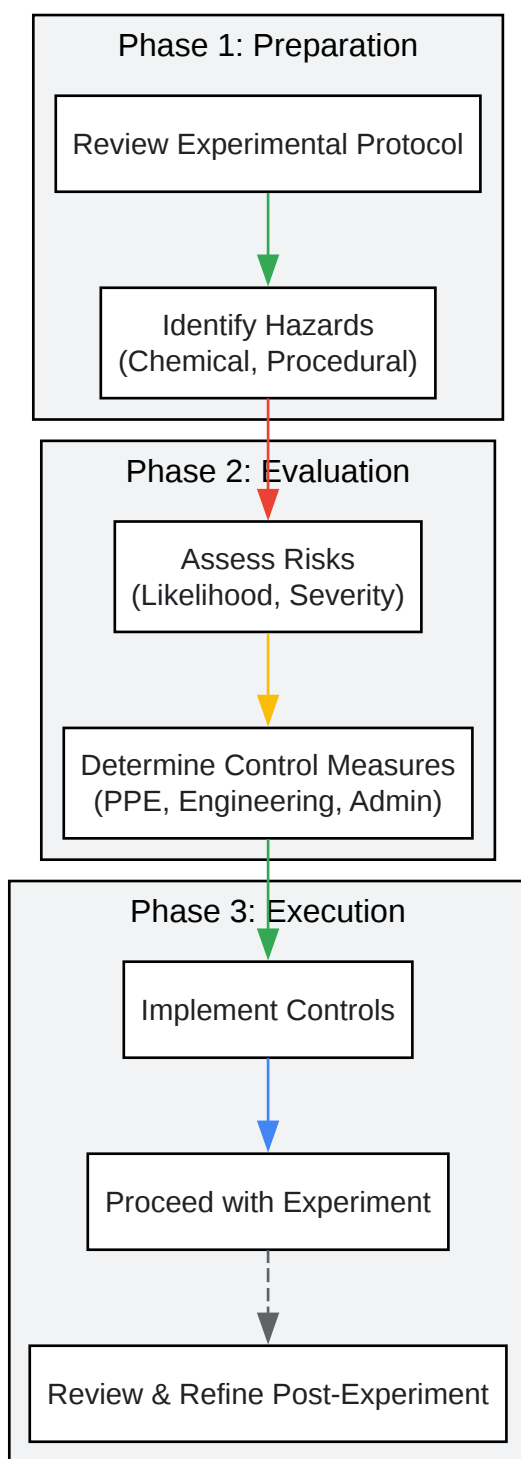 Phase 1: Preparation
Review Experimental Protocol
Identify Hazards
(Chemical, Procedural)
Phase 2: Evaluation
Assess Risks
(Likelihood, Severity)
Determine Control Measures
(PPE, Engineering, Admin)
Phase 3: Execution
Implement Controls
Proceed with Experiment
Review & Refine Post-Experiment